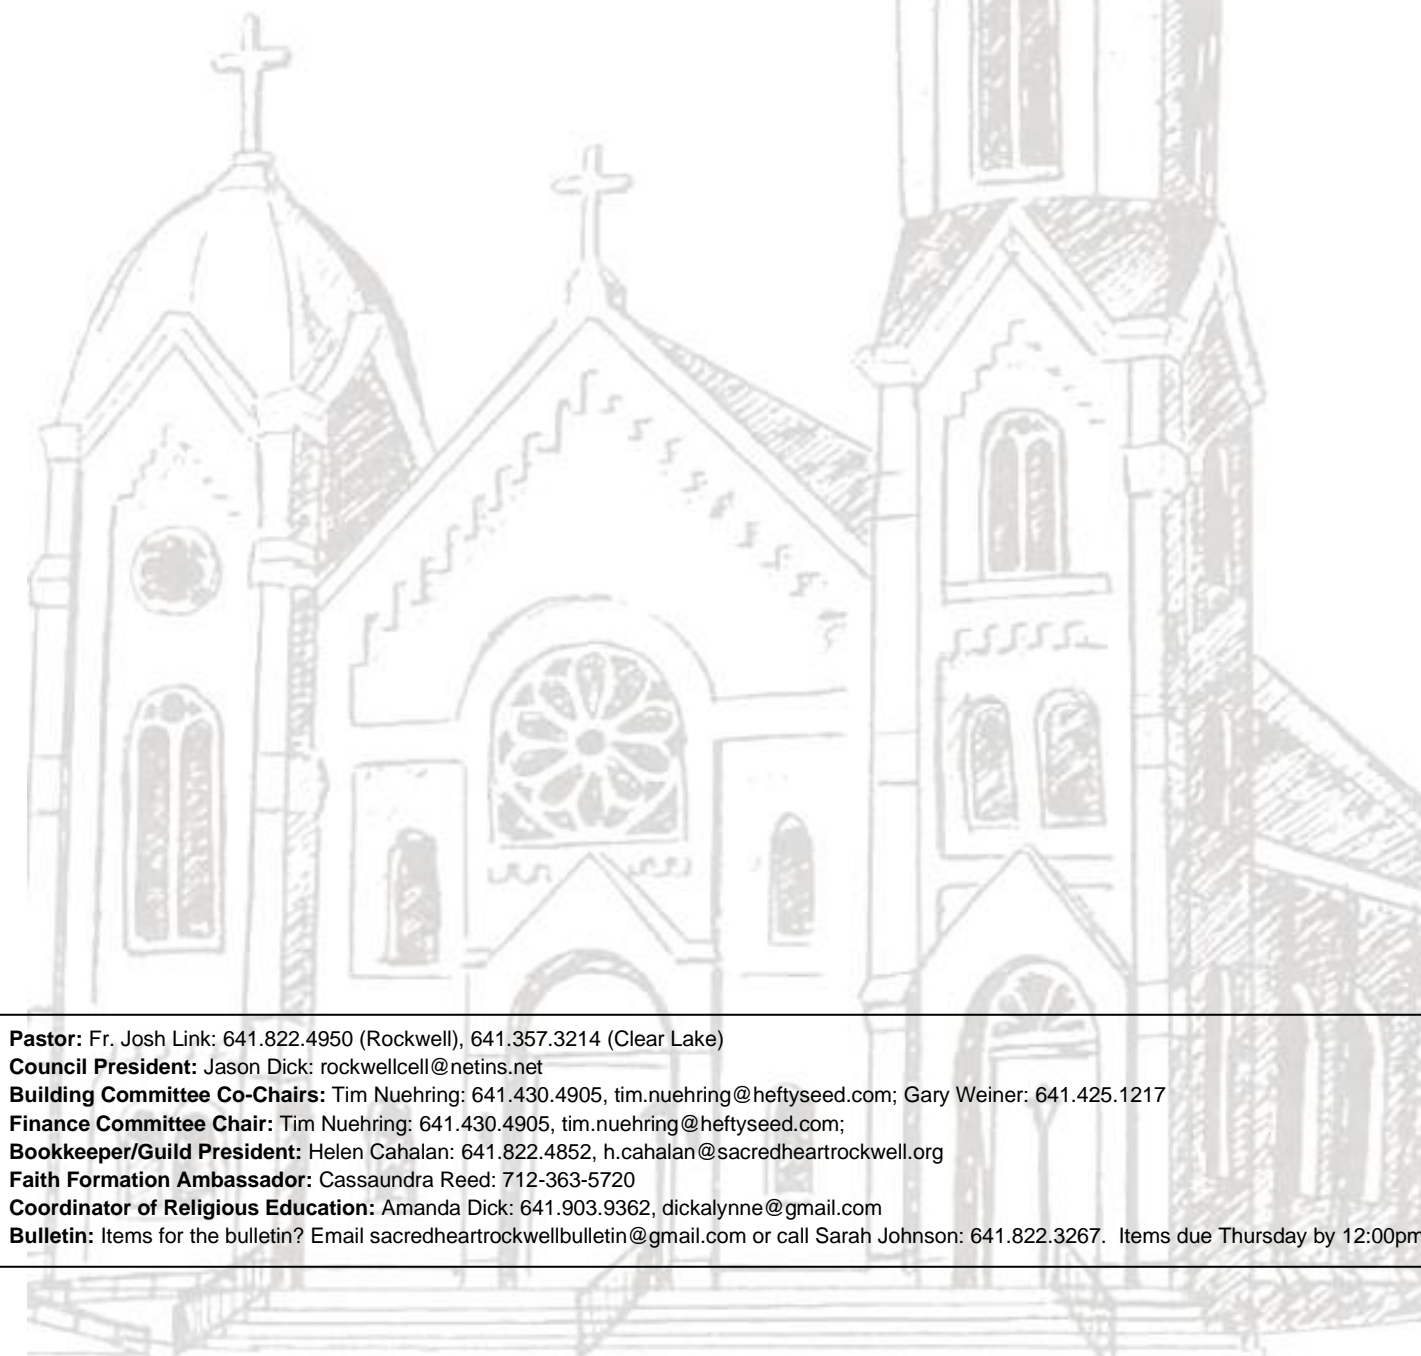 Pastor: Fr. Josh Link: 641.822.4950 (Rockwell), 641.357.3214 (Clear Lake)
Council President: Jason Dick: rockwellcell@netins.net
Building Committee Co-Chairs: Tim Nuehring: 641.430.4905, tim.nuehring@heftyseed.com; Gary Weiner: 641.425.1217
Finance Committee Chair: Tim Nuehring: 641.430.4905, tim.nuehring@heftyseed.com;
Bookkeeper/Guild President: Helen Cahalan: 641.822.4852, h.cahalan@sacredheartrockwell.org
Faith Formation Ambassador: Cassaundra Reed: 712-363-5720
Coordinator of Religious Education: Amanda Dick: 641.903.9362, dickalynne@gmail.com
Bulletin: Items for the bulletin? Email sacredheartrockwellbulletin@gmail.com or call Sarah Johnson: 641.822.3267.  Items due Thursday by 12:00pm